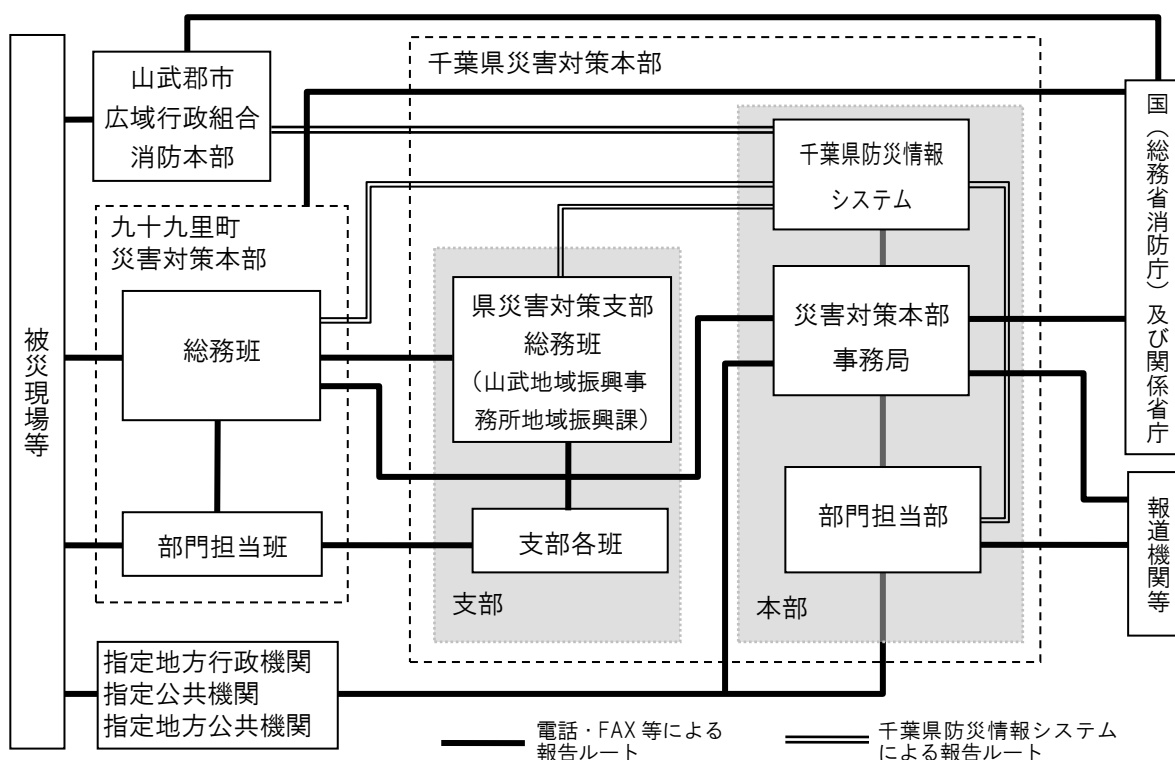 山武郡市
広域行政組合
消防本部
千葉県災害対策本部
国（総務省消防庁）及び関係省庁
千葉県防災情報
システム
九十九里町
災害対策本部
被災現場等
総務班
県災害対策支部
総務班
（山武地域振興事
務所地域振興課）
災害対策本部
事務局
部門担当班
支部各班
部門担当部
報道機関等
支部
本部
指定地方行政機関
指定公共機関
指定地方公共機関
電話・FAX 等による
報告ルート
千葉県防災情報システム
による報告ルート